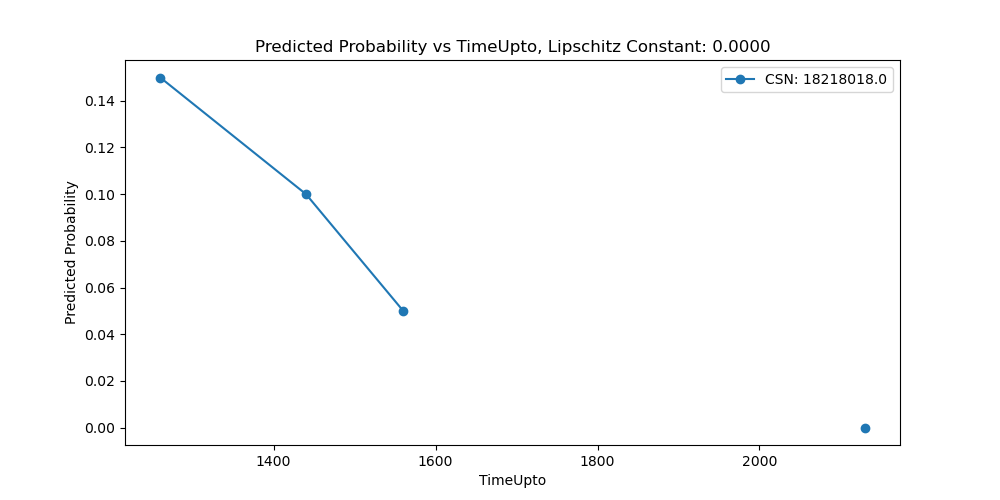 Predicted Probability vs TimeUpto, Lipschitz Constant: 0.0000
CSN: 18218018.0
Predicted Probability
0.14
0.12
0.10
0.08
0.06
0.04
0.02
0.00
1400 1600 1800 2000
TimeUpto